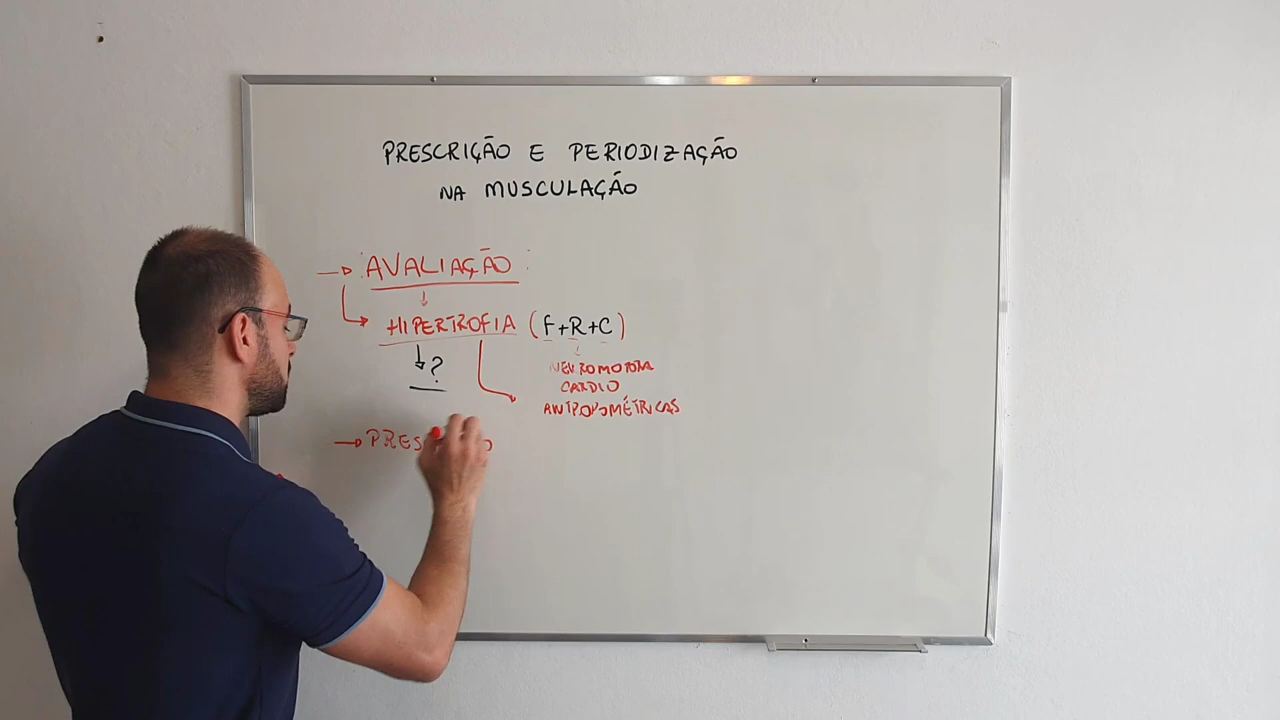 PRESCRIÇÃO E PERIODIZAÇÃO
NA MUSCULAÇÃO
→ AVALIAÇÃO
↓
HIPERTROFIA (F+R+C)
↓?
NEUROMOTORA
CARDIO
ANTROPOMÉTRICAS
→